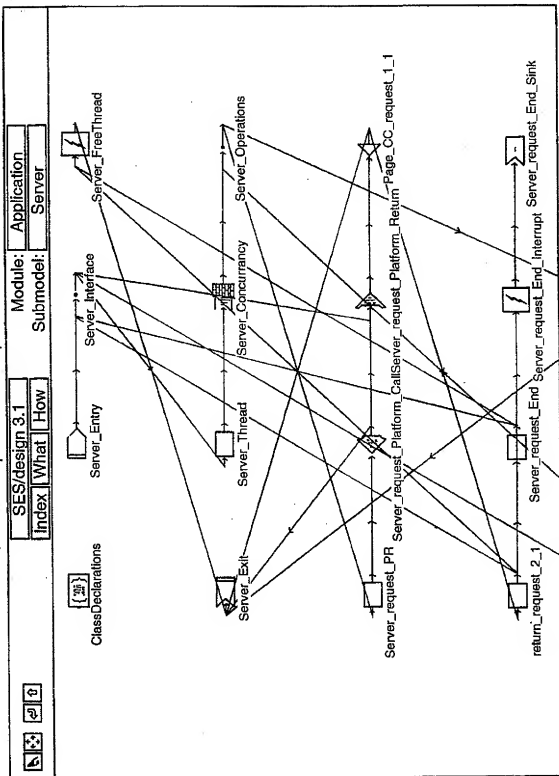 SES/design 3.1
Index What How
Module: Application
Submodel: Server
ClassDeclarations
Server_Entry
Server_Interface
Server_FreeThread
Server_Exit
Server_Thread
Server_Concurrancy
Server_Operations
Server_request_PR
Server_request_Platform_Call
Server_request_Platform_Return
Page_CC_request_1_1
return_request_2_1
Server_request_End
Server_request_End_Interrupt
Server_request_End_Sink